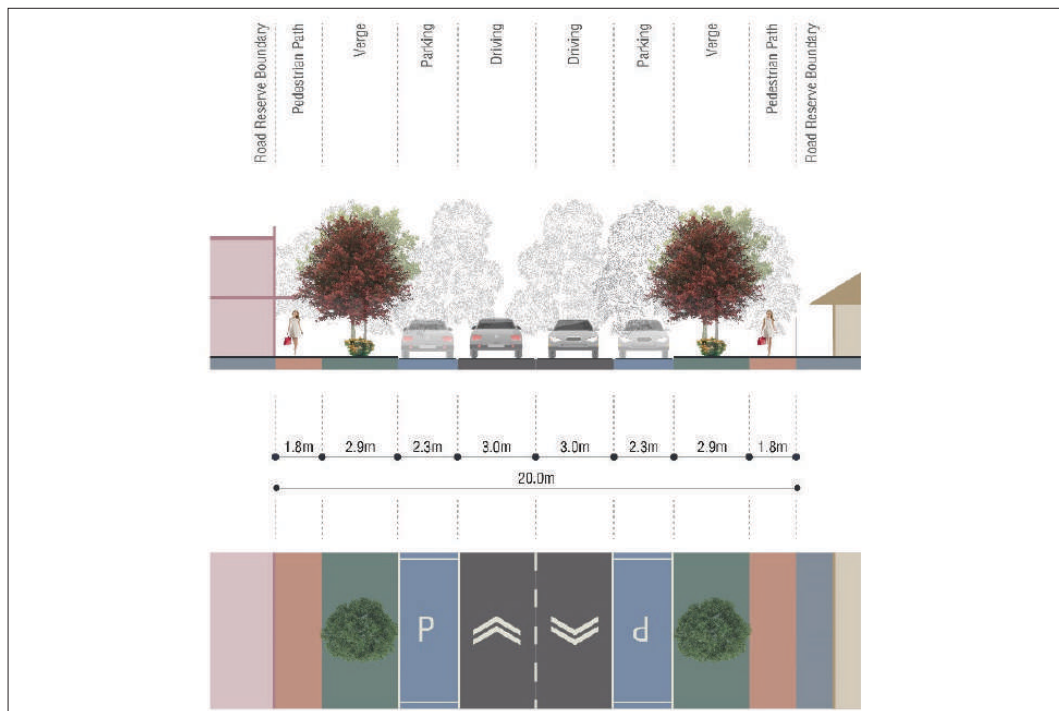 Road Reserve Boundary
Pedestrian Path
Verge
Parking
Driving
Driving
Parking
Verge
Pedestrian Path
Road Reserve Boundary
1.8m
2.9m
2.3m
3.0m
3.0m
2.3m
2.9m
1.8m
20.0m
P
P